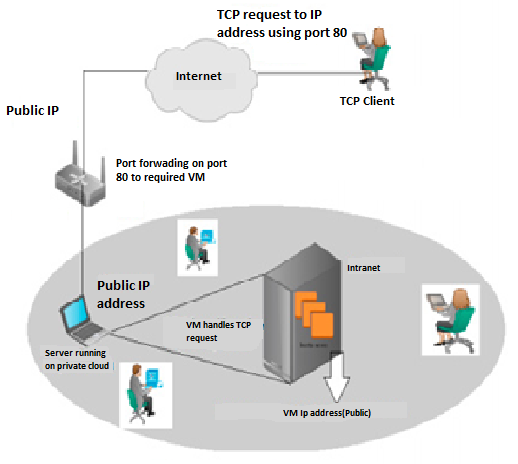 TCP request to IP
address using port 80
Internet
TCP Client
Public IP
Port forwading on port
80 to required VM
Intranet
Public IP
address
VM handles TCP
request
Server running
on private cloud
VM Ip address(Public)